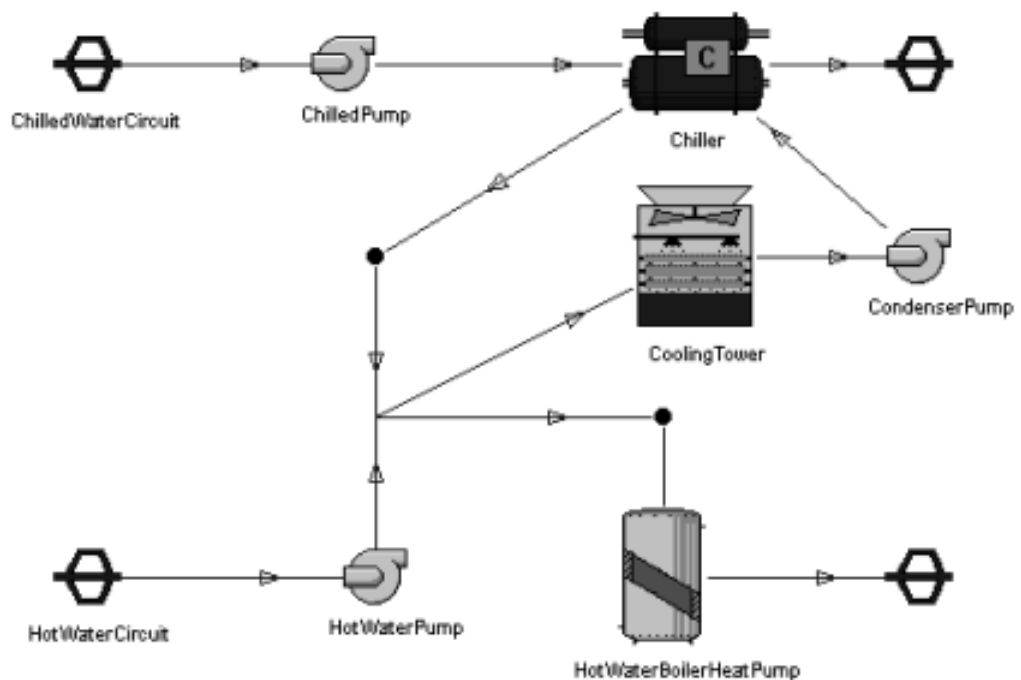 C
ChilledWaterCircuit
ChilledPump
Chiller
CondenserPump
CoolingTower
HotWaterCircuit
HotWaterPump
HotWaterBoilerHeatPump